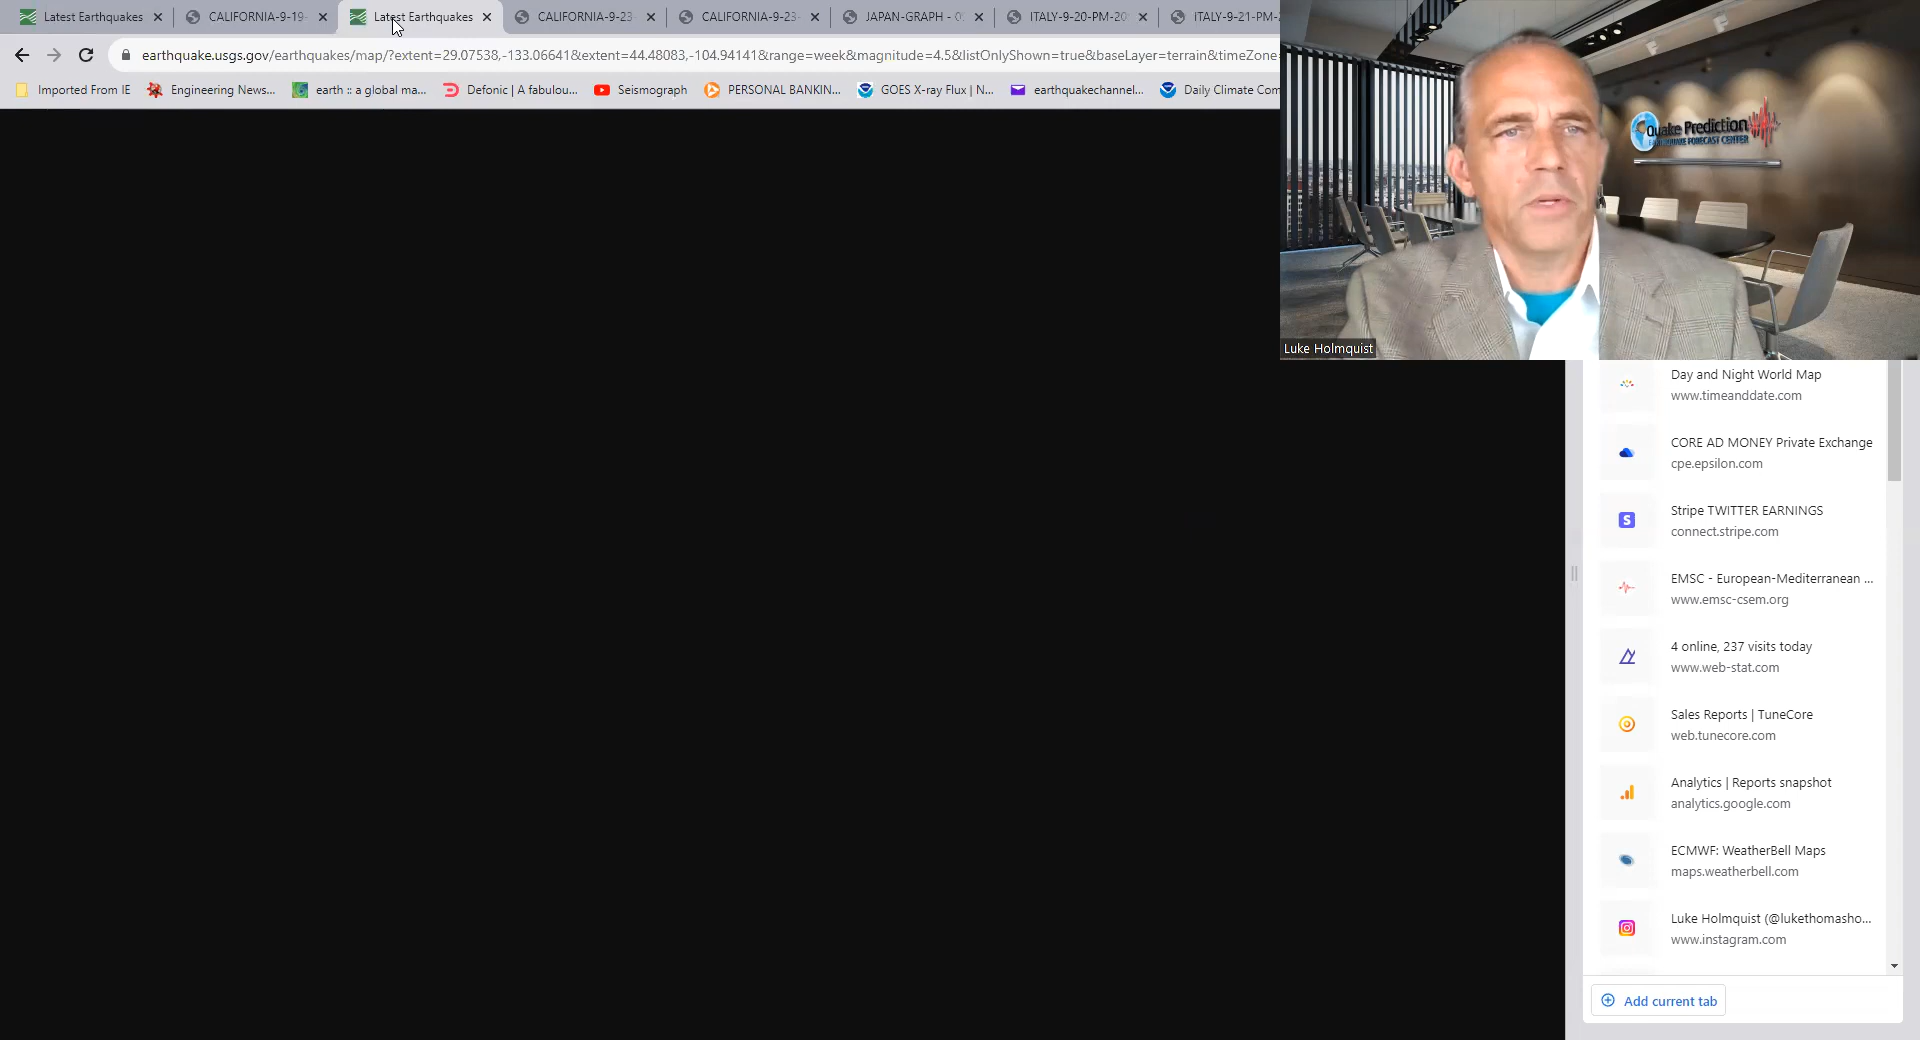 Latest Earthquakes
CALIFORNIA-9-19-
Latest Earthquakes
CALIFORNIA-9-23-
CALIFORNIA-9-23-
JAPAN-GRAPH - 0
ITALY-9-20-PM-20
ITALY-9-21-PM-2
earthquake.usgs.gov/earthquakes/map/?extent=29.07538,-133.06641&extent=44.48083,-104.94141&range=week&magnitude=4.5&listOnlyShown=true&baseLayer=terrain&timeZone=
Imported From IE
Engineering News...
earth :: a global ma...
Defonic | A fabulou...
Seismograph
PERSONAL BANKIN...
GOES X-ray Flux | N...
earthquakechannel...
Daily Climate Com
Quake Prediction
EARTHQUAKE FORECAST CENTER
Luke Holmquist
Day and Night World Map
www.timeanddate.com
CORE AD MONEY Private Exchange
cpe.epsilon.com
Stripe TWITTER EARNINGS
connect.stripe.com
EMSC - European-Mediterranean ...
www.emsc-csem.org
4 online, 237 visits today
www.web-stat.com
Sales Reports | TuneCore
web.tunecore.com
Analytics | Reports snapshot
analytics.google.com
ECMWF: WeatherBell Maps
maps.weatherbell.com
Luke Holmquist (@lukethomasho...
www.instagram.com
Add current tab